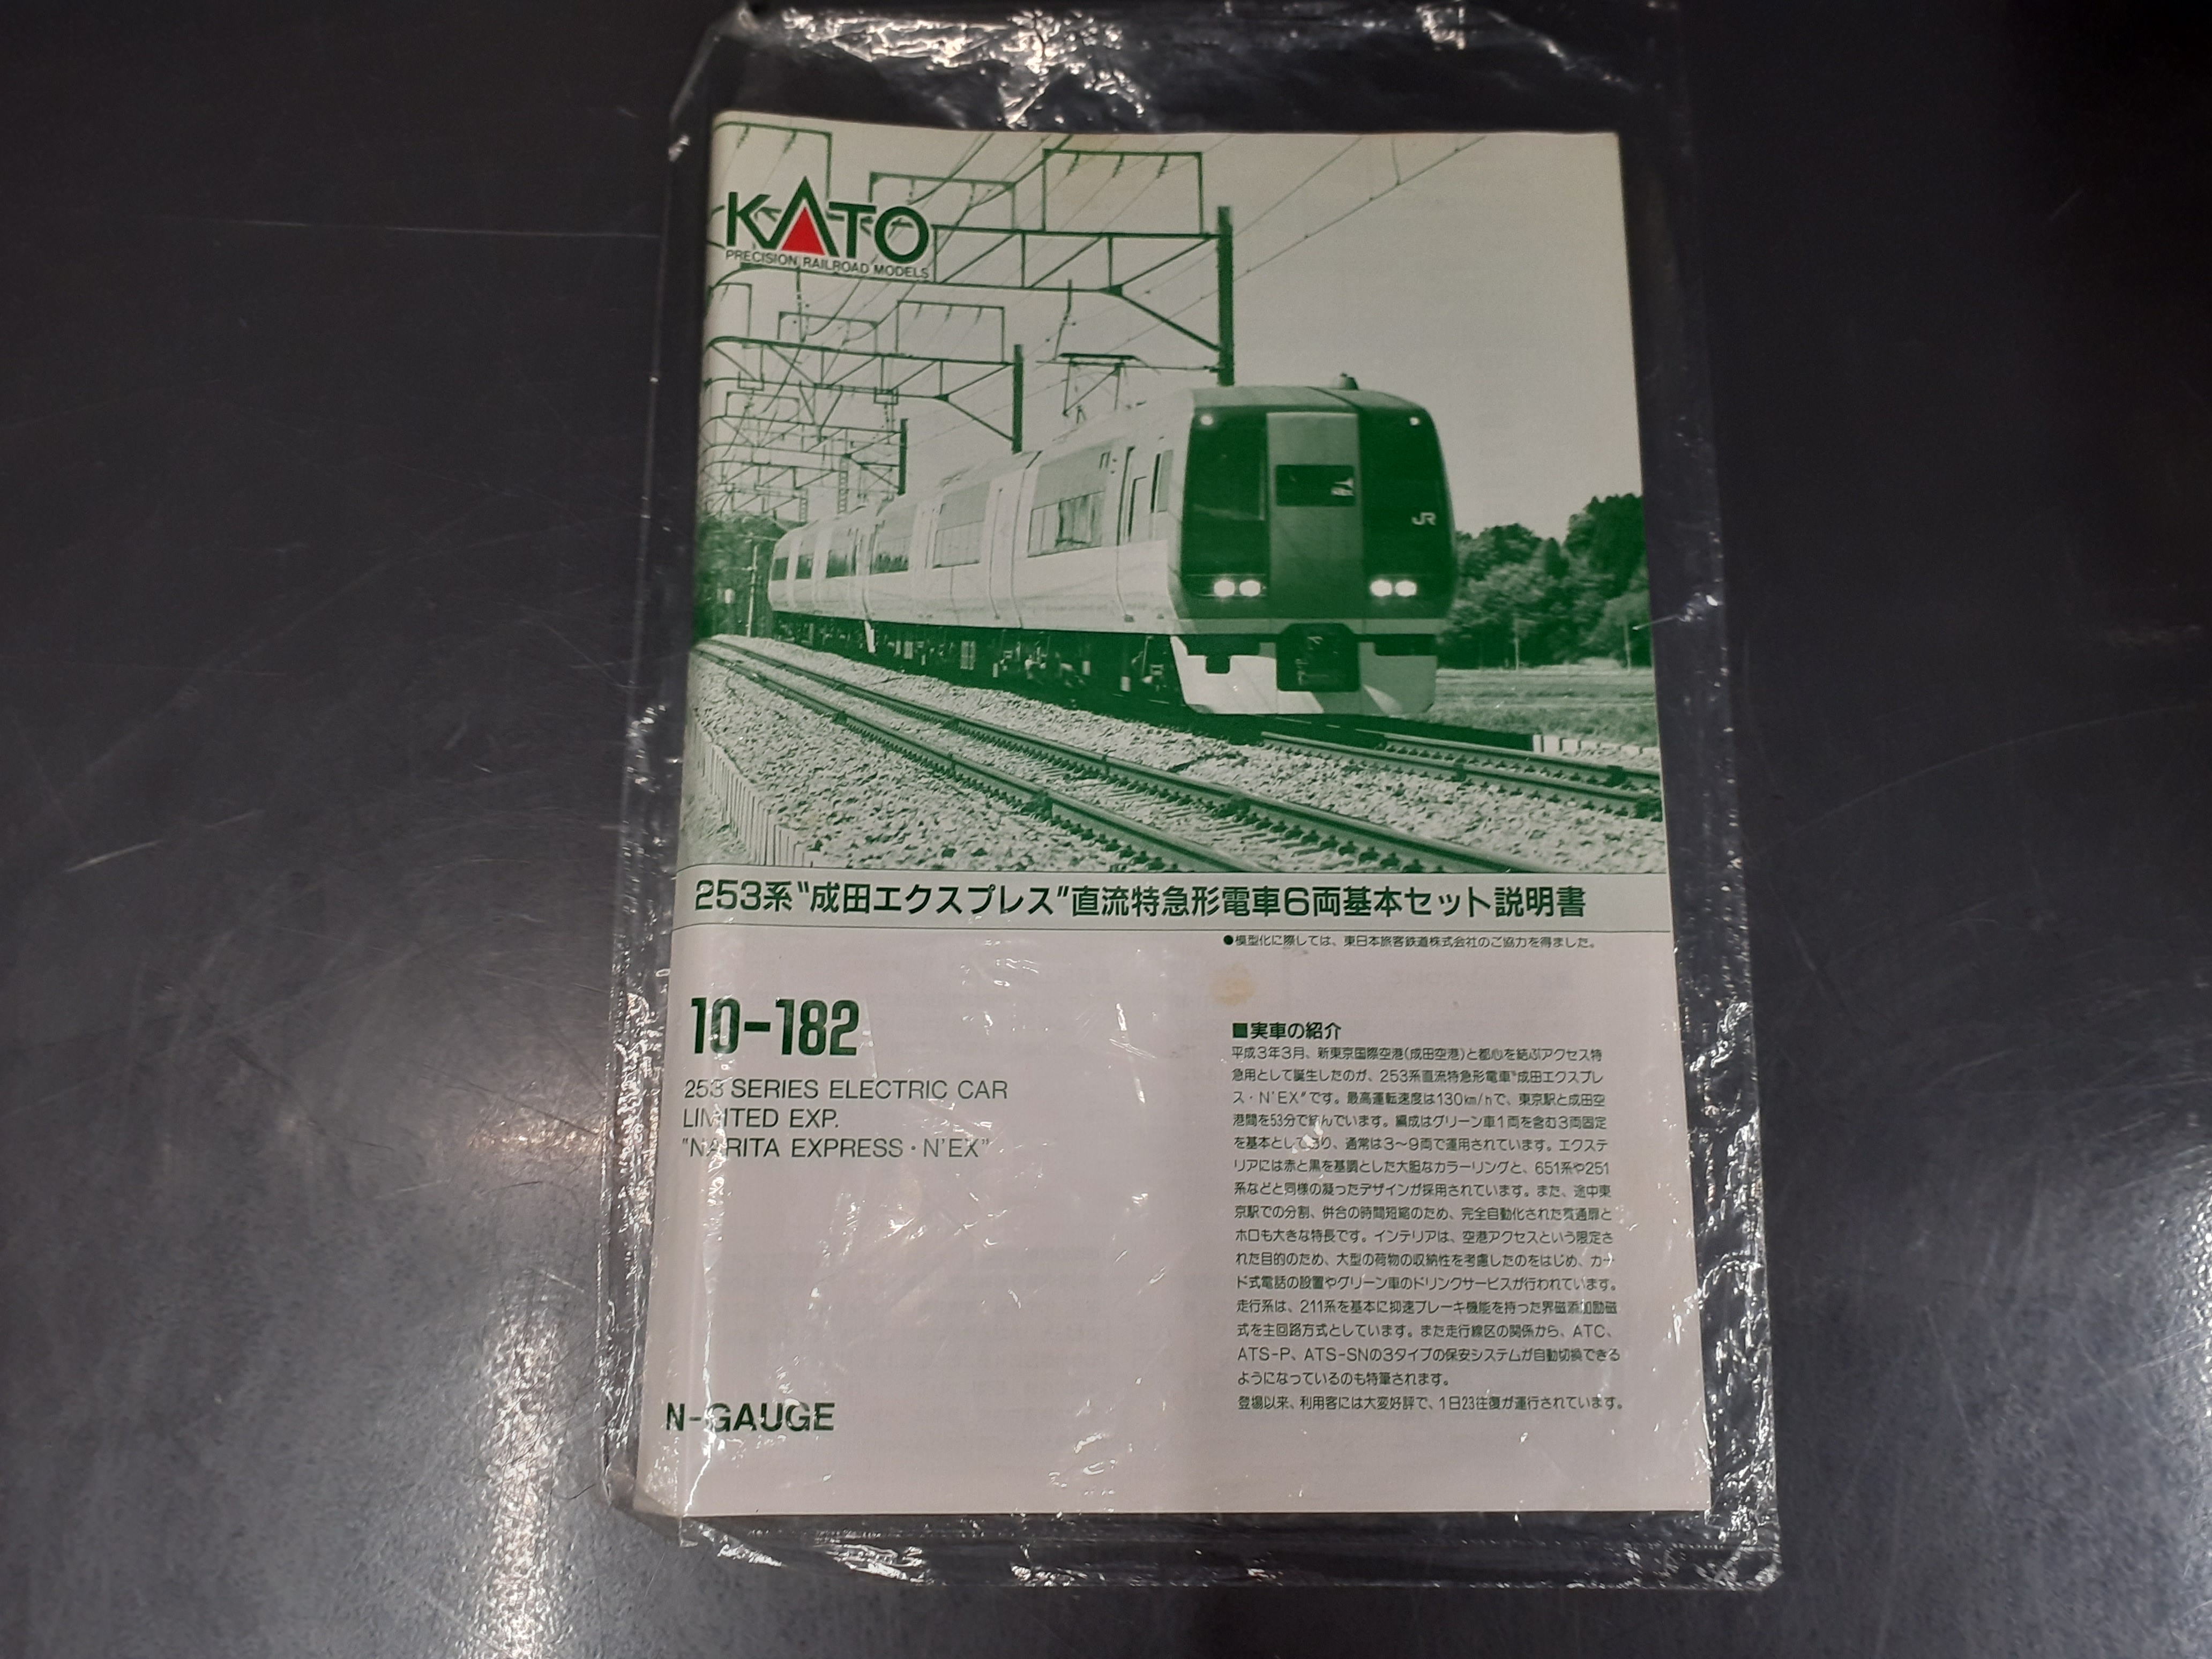 KATO
PRECISION RAILROAD MODELS
JR
253系〝成田エクスプレス〟直流特急形電車6両基本セット説明書
●模型化に際しては、東日本旅客鉄道株式会社のご協力を得ました。
10-182
253 SERIES ELECTRIC CAR
LIMITED EXP.
"NARITA EXPRESS・N'EX"
N-GAUGE
■実車の紹介
平成3年3月、新東京国際空港(成田空港)と都心を結ぶアクセス特
急用として誕生したのが、253系直流特急形電車〝成田エクスプレ
ス・N'EX〟です。最高運転速度は130km/hで、東京駅と成田空
港間を53分で結んでいます。編成はグリーン車1両を含む3両固定
を基本としており、通常は3～9両で運用されています。エクステ
リアには赤と黒を基調とした大胆なカラーリングと、651系や251
系などと同様の凝ったデザインが採用されています。また、途中東
京駅での分割、併合の時間短縮のため、完全自動化された貫通扉と
ホロも大きな特長です。インテリアは、空港アクセスという限定さ
れた目的のため、大型の荷物の収納性を考慮したのをはじめ、カー
ド式電話の設置やグリーン車のドリンクサービスが行われています。
走行系は、211系を基本に抑速ブレーキ機能を持った界磁添加励磁
式を主回路方式としています。また走行線区の関係から、ATC、
ATS-P、ATS-SNの3タイプの保安システムが自動切換できる
ようになっているのも特筆されます。
登場以来、利用客には大変好評で、1日23往復が運行されています。